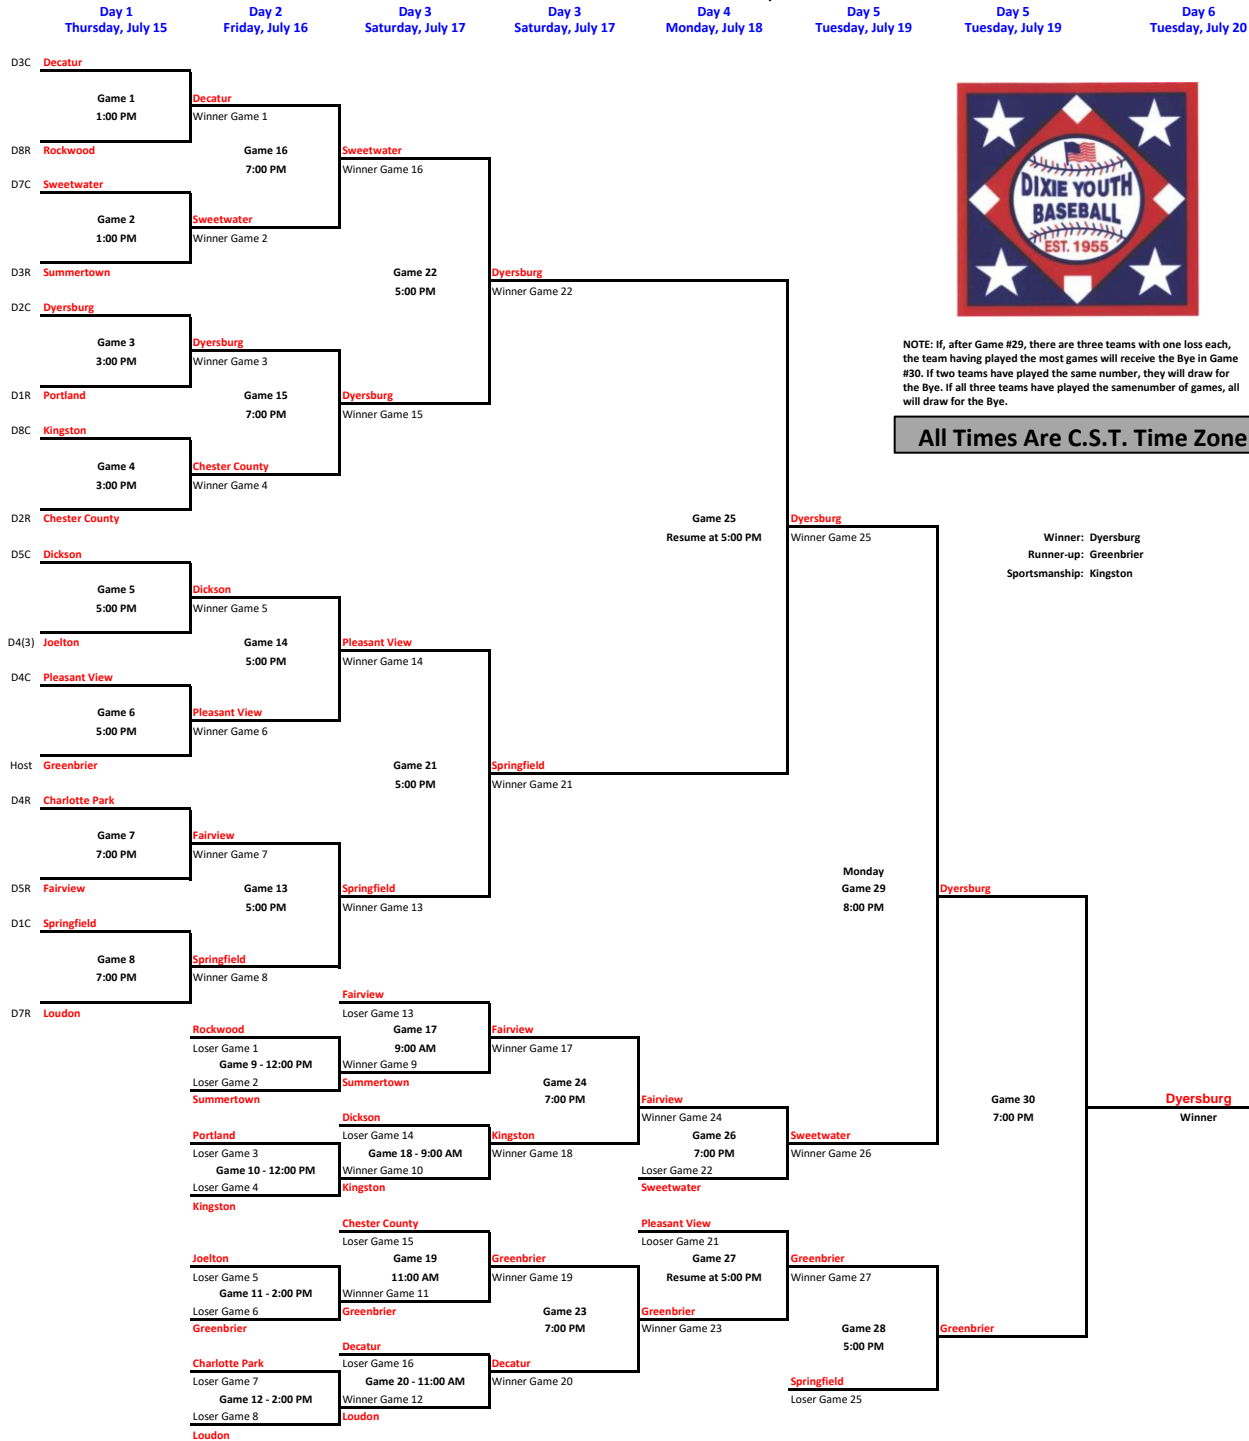 Day 1 Day 2 Day 3 Day 3 Day 4 Day 5 Day 5 Day 6
Thursday, July 15 Friday, July 16 Saturday, July 17 Saturday, July 17 Monday, July 18 Tuesday, July 19 Tuesday, July 19 Tuesday, July 20
D3C Decatur
Game 1 Decatur
1:00 PM Winner Game 1
D8R Rockwood Game 16 Sweetwater
7:00 PM Winner Game 16
D7C Sweetwater
Game 2 Sweetwater
1:00 PM Winner Game 2
DIXIE YOUTH
BASEBALL
EST. 1955
D3R Summertown Game 22 Dyersburg
5:00 PM Winner Game 22
D2C Dyersburg
Game 3 Dyersburg
3:00 PM Winner Game 3
NOTE: If, after Game #29, there are three teams with one loss each,
the team having played the most games will receive the Bye in Game
#30. If two teams have played the same number, they will draw for
the Bye. If all three teams have played the samenumber of games, all
will draw for the Bye.
D1R Portland Game 15 Dyersburg
7:00 PM Winner Game 15
D8C Kingston
All Times Are C.S.T. Time Zone
Game 4 Chester County
3:00 PM Winner Game 4
D2R Chester County Game 25 Dyersburg
Resume at 5:00 PM Winner Game 25
Winner: Dyersburg
Runner-up: Greenbrier
Sportsmanship: Kingston
D5C Dickson
Game 5 Dickson
5:00 PM Winner Game 5
D4(3) Joelton Game 14 Pleasant View
5:00 PM Winner Game 14
D4C Pleasant View
Game 6 Pleasant View
5:00 PM Winner Game 6
Host Greenbrier Game 21 Springfield
5:00 PM Winner Game 21
D4R Charlotte Park
Game 7 Fairview
7:00 PM Winner Game 7
Monday
D5R Fairview Game 13 Springfield Game 29 Dyersburg
5:00 PM Winner Game 13 8:00 PM
D1C Springfield
Game 8 Springfield
7:00 PM Winner Game 8
Fairview
D7R Loudon Loser Game 13
Rockwood Game 17 Fairview
Loser Game 1 9:00 AM Winner Game 17
Game 9 - 12:00 PM Winner Game 9
Loser Game 2 Summertown Game 24
Summertown 7:00 PM Fairview Game 30 Dyersburg
Dickson Winner Game 24 7:00 PM Winner
Portland Loser Game 14 Kingston Game 26 Sweetwater
Loser Game 3 Game 18 - 9:00 AM Winner Game 18 7:00 PM Winner Game 26
Game 10 - 12:00 PM Winner Game 10 Loser Game 22
Loser Game 4 Kingston Sweetwater
Kingston
Chester County Pleasant View
Loser Game 15 Looser Game 21
Joelton Game 19 Greenbrier Game 27 Greenbrier
Loser Game 5 11:00 AM Winner Game 19 Resume at 5:00 PM Winner Game 27
Game 11 - 2:00 PM Winnner Game 11
Loser Game 6 Greenbrier Game 23 Greenbrier
Greenbrier 7:00 PM Winner Game 23 Game 28 Greenbrier
Decatur 5:00 PM
Charlotte Park Loser Game 16 Decatur
Loser Game 7 Game 20 - 11:00 AM Winner Game 20 Springfield
Game 12 - 2:00 PM Winner Game 12 Loser Game 25
Loser Game 8 Loudon
Loudon